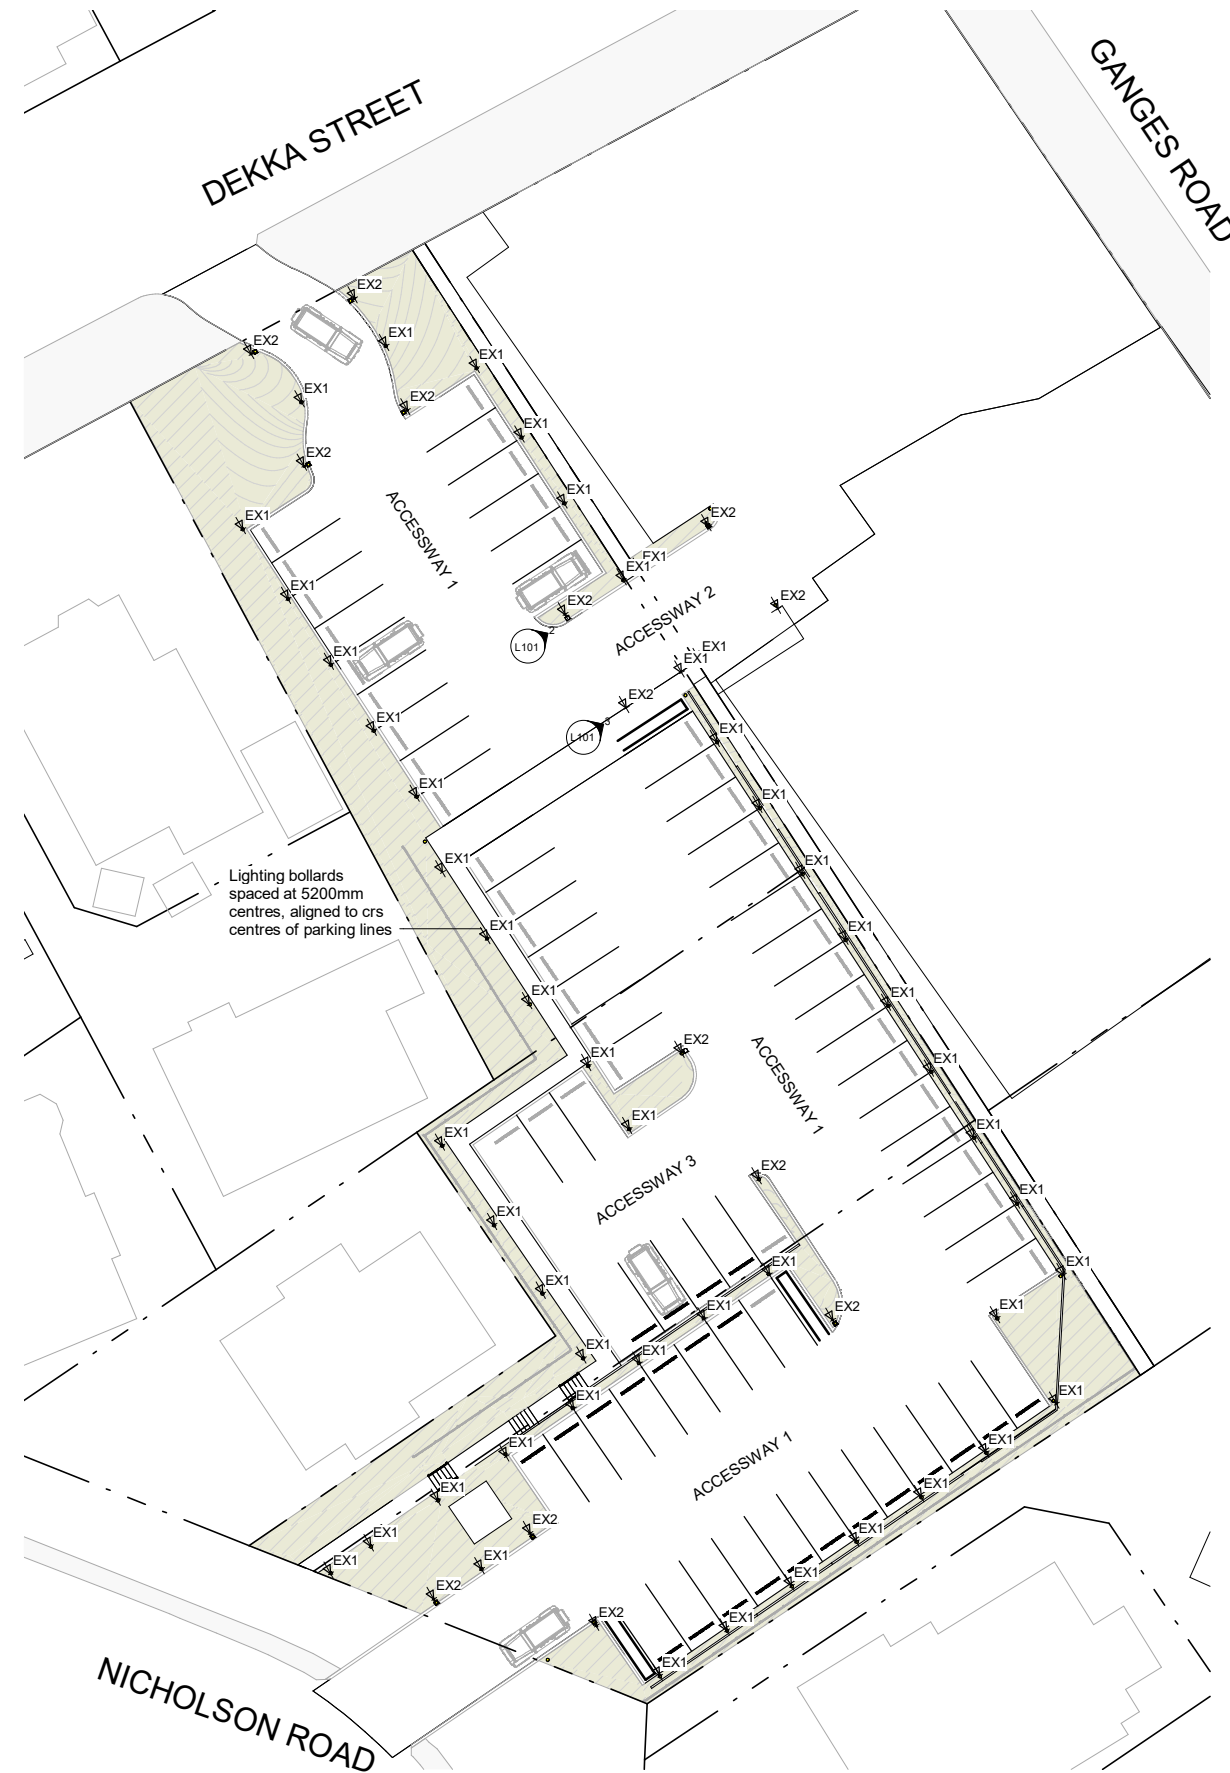 DEKKA STREET
GANGES ROAD
EX2
EX2
EX1
EX1
EX1
EX2
EX1
EX2
EX1
EX1
EX2
EX1
EX1
EX1
ACCESSWAY 1
EX1
EX2
EX2
ACCESSWAY 2
2
L101
EX1
EX1
EX1
EX2
3
L101
EX1
EX1
EX1
EX1
EX1
EX1
Lighting bollards
spaced at 5200mm
centres, aligned to crs
centres of parking lines
EX1
EX1
EX1
EX1
EX2
ACCESSWAY 1
EX1
EX1
EX1
EX1
ACCESSWAY 3
EX2
EX1
EX1
EX1
EX1
EX1
EX2
EX1
EX1
EX1
EX1
EX1
EX1
EX1
ACCESSWAY 1
EX1
EX1
EX2
EX1
EX1
EX1
EX1
EX1
EX2
EX2
EX1
EX1
NICHOLSON ROAD